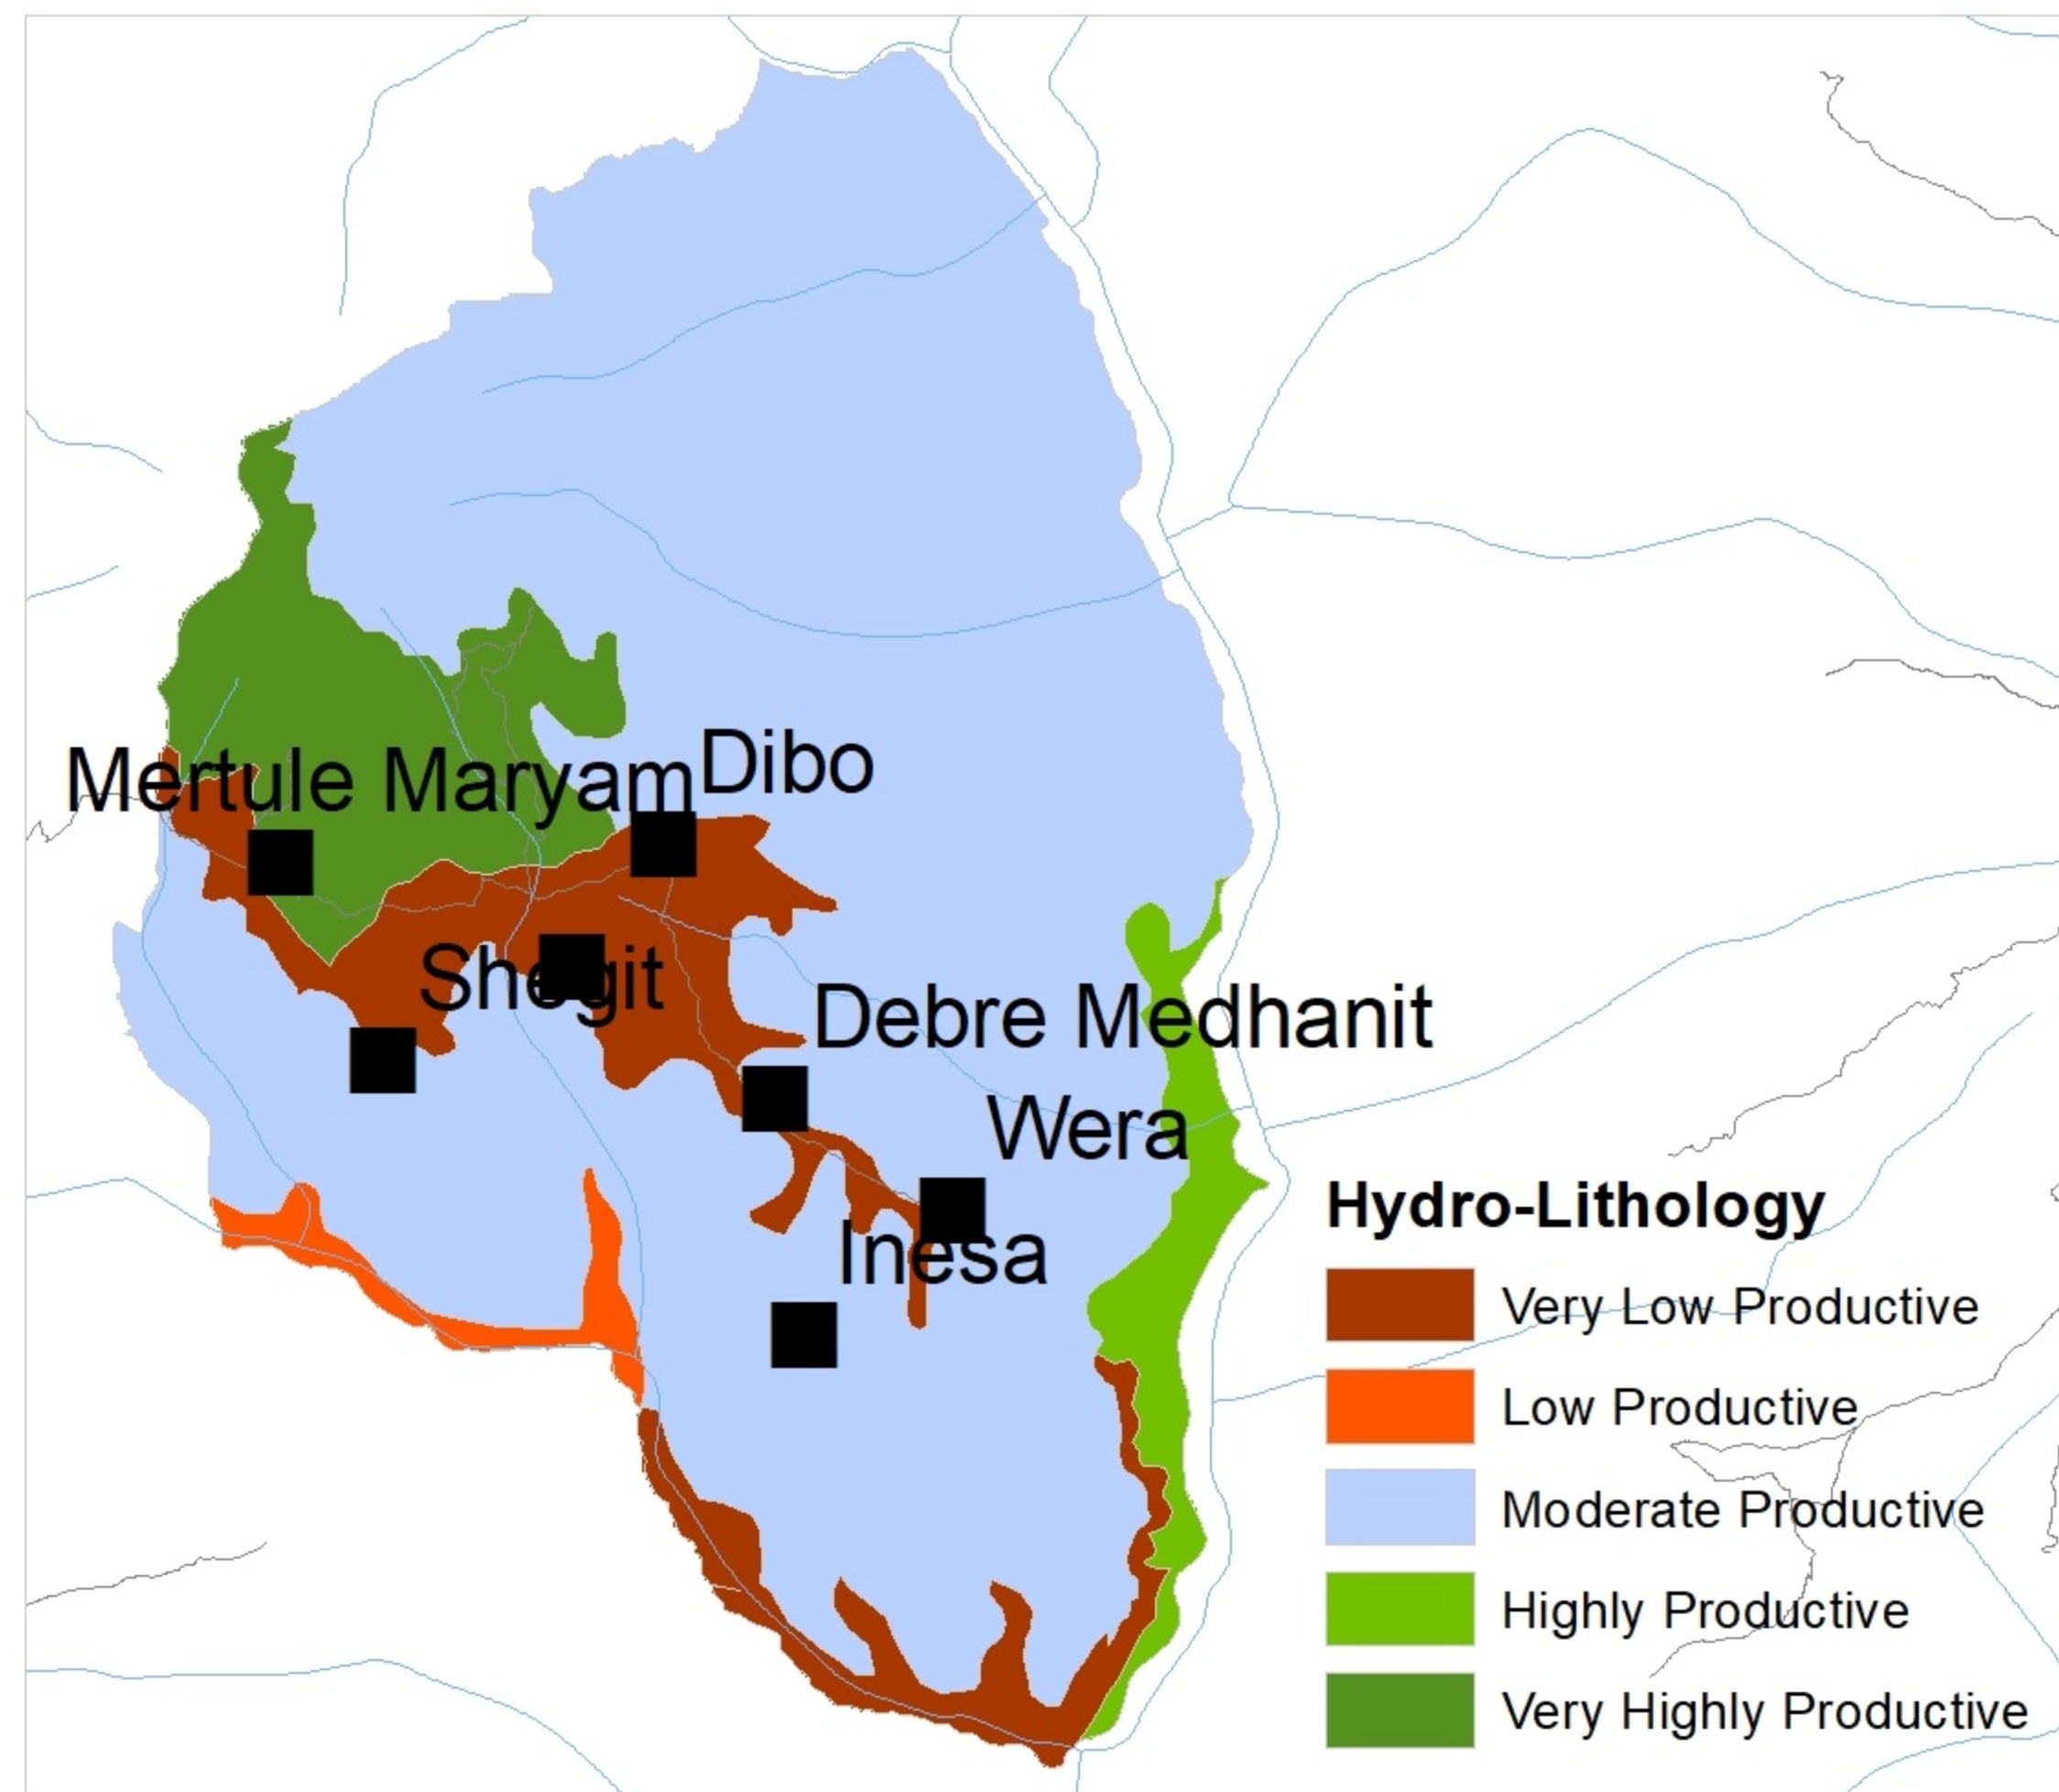 Mertule Maryam
Dibo
Shegit
Debre Medhanit
Wera
Inesa
Hydro-Lithology
Very Low Productive
Low Productive
Moderate Productive
Highly Productive
Very Highly Productive